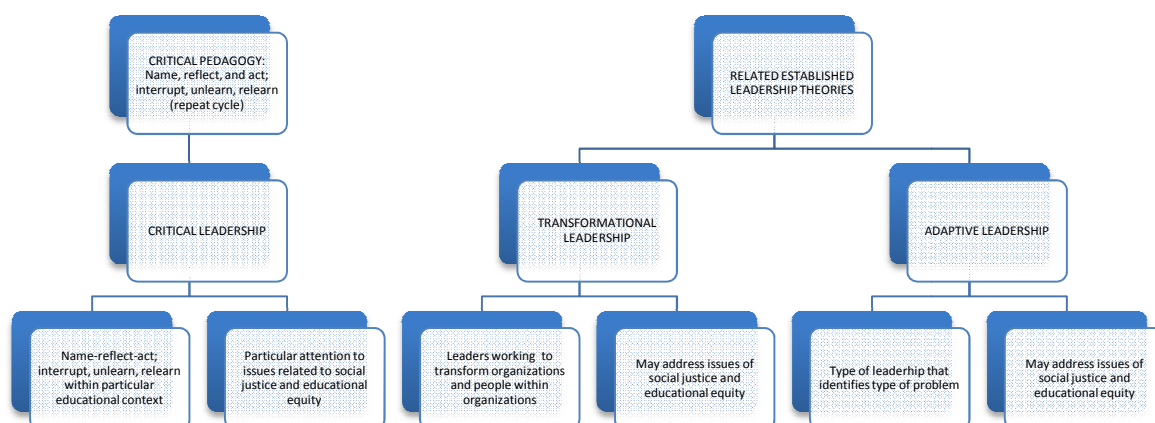 CRITICAL PEDAGOGY:
Name, reflect, and act;
interrupt, unlearn, relearn
(repeat cycle)
RELATED ESTABLISHED
LEADERSHIP THEORIES
CRITICAL LEADERSHIP
TRANSFORMATIONAL
LEADERSHIP
ADAPTIVE LEADERSHIP
Name-reflect-act;
interrupt, unlearn, relearn
within particular
educational context
Particular attention to
issues related to social
justice and educational
equity
Leaders working to
transform organizations
and people within
organizations
May address issues of
social justice and
educational equity
Type of leaderhip that
identifies type of problem
May address issues of
social justice and
educational equity